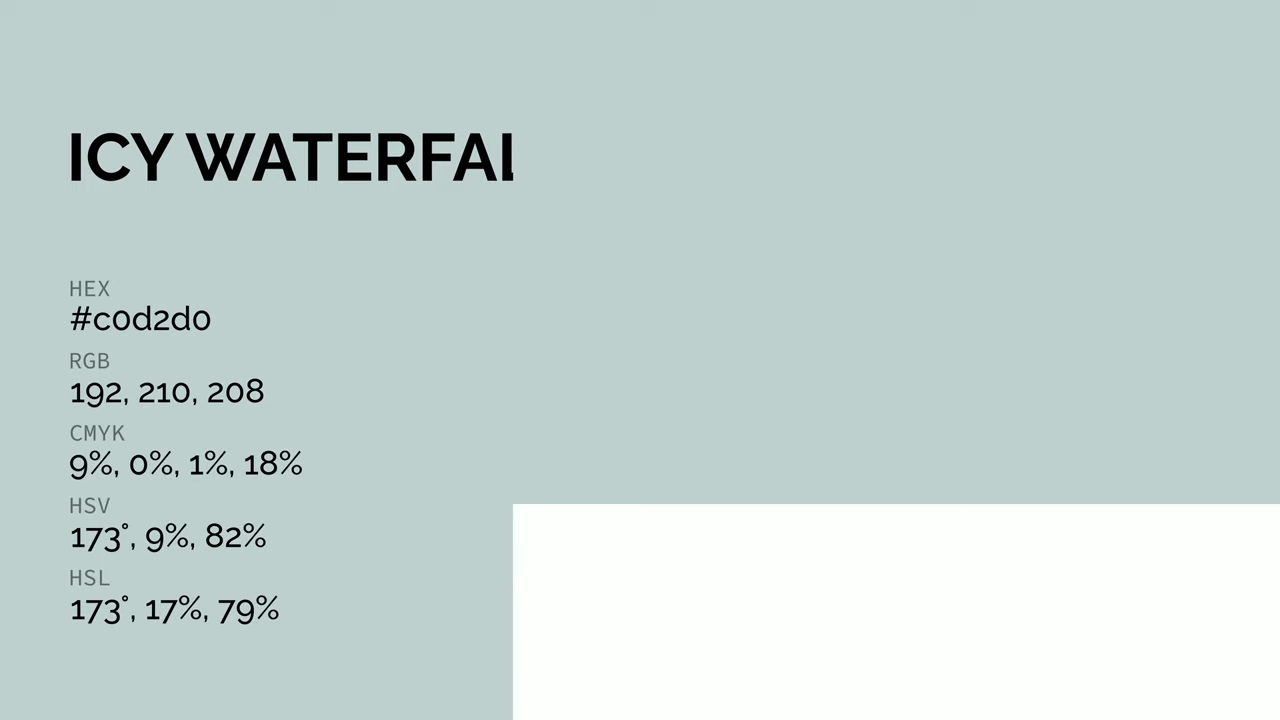 ICY WATERFAL
HEX
#c0d2d0
RGB
192, 210, 208
CMYK
9%, 0%, 1%, 18%
HSV
173°, 9%, 82%
HSL
173°, 17%, 79%